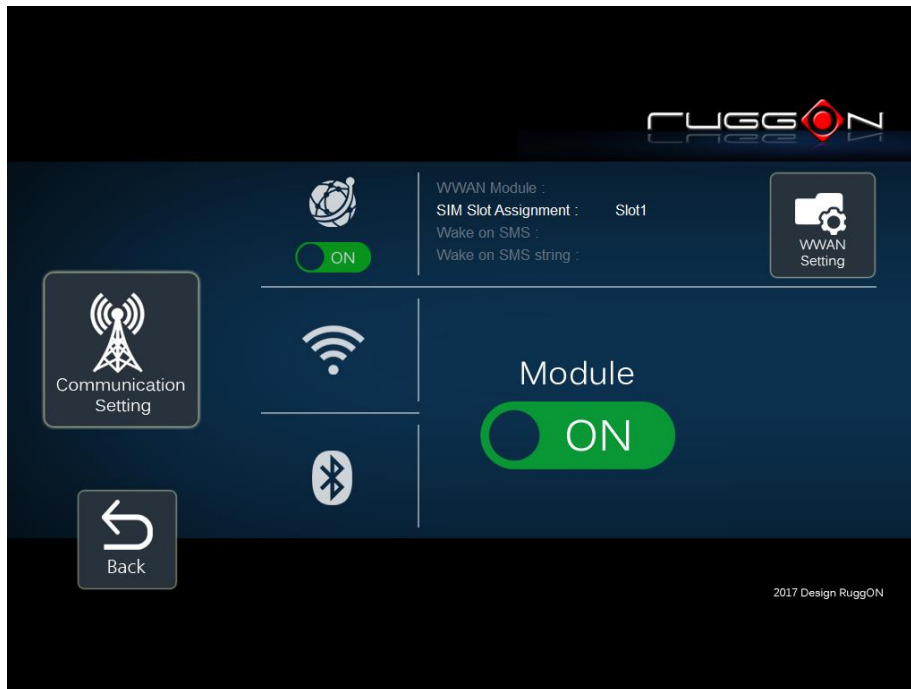 RUGGON
WWAN Module :
SIM Slot Assignment : Slot1
Wake on SMS :
Wake on SMS string :
ON
WWAN
Setting
Communication
Setting
Module
ON
Back
2017 Design RuggON